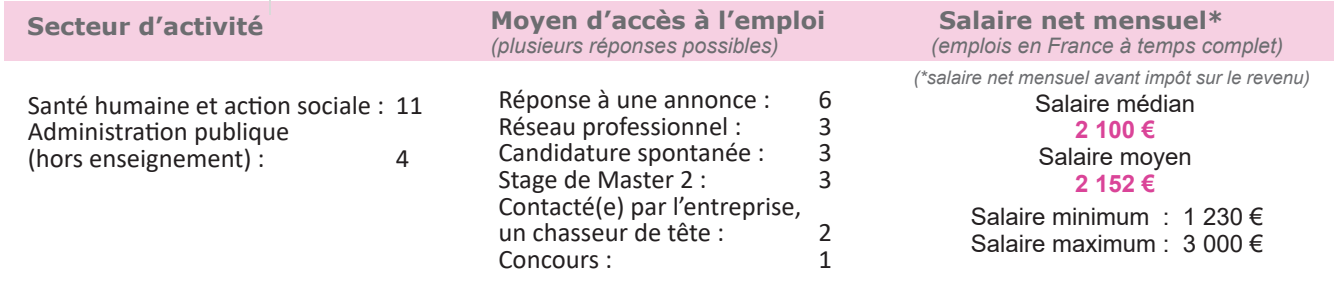 Secteur d’activité
Santé humaine et action sociale : 11
Administration publique
(hors enseignement) : 4
Moyen d’accès à l’emploi
(plusieurs réponses possibles)
Réponse à une annonce : 6
Réseau professionnel : 3
Candidature spontanée : 3
Stage de Master 2 : 3
Contacté(e) par l’entreprise,
un chasseur de tête : 2
Concours : 1
Salaire net mensuel*
(emplois en France à temps complet)
(*salaire net mensuel avant impôt sur le revenu)
Salaire médian
2 100 €
Salaire moyen
2 152 €
Salaire minimum : 1 230 €
Salaire maximum : 3 000 €